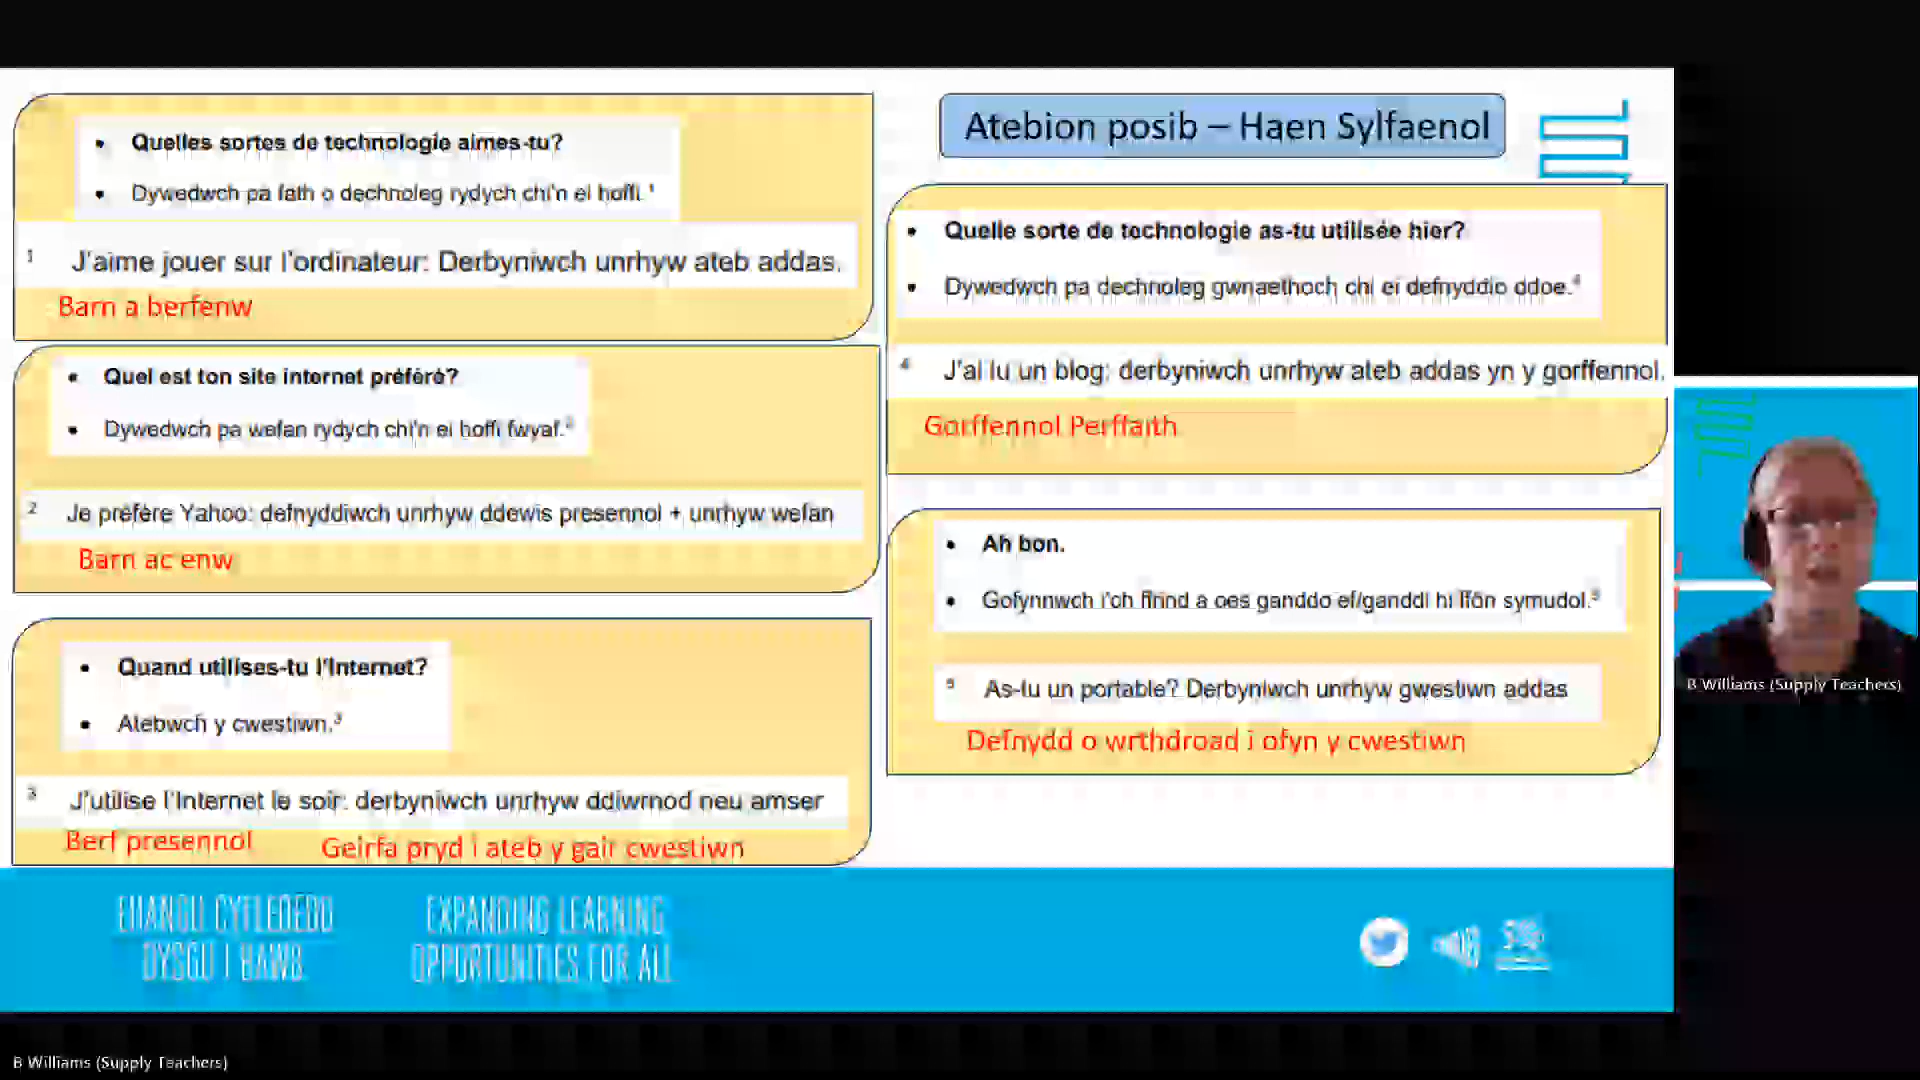 Atebion posib – Haen Sylfaenol
• Quelles sortes de technologie aimes-tu?
• Dywedwch pa fath o dechnoleg rydych chi'n ei hoffi.¹
1 J'aime jouer sur l'ordinateur: Derbyniwch unrhyw ateb addas.
Barn a berfenw
• Quel est ton site internet préféré?
• Dywedwch pa wefan rydych chi'n ei hoffi fwyaf.²
2 Je préfère Yahoo: defnyddiwch unrhyw ddewis presennol + unrhyw wefan
Barn ac enw
• Quand utilises-tu l'Internet?
• Atebwch y cwestiwn.³
3 J'utilise l'Internet le soir: derbyniwch unrhyw ddiwrnod neu amser
Berf presennol
Geirfa pryd i ateb y gair cwestiwn
• Quelle sorte de technologie as-tu utilisée hier?
• Dywedwch pa dechnoleg gwnaethoch chi ei defnyddio ddoe.⁴
4 J'ai lu un blog: derbyniwch unrhyw ateb addas yn y gorffennol.
Gorffennol Perffaith
• Ah bon.
• Gofynnwch i'ch ffrind a oes ganddo ef/ganddi hi ffôn symudol.⁵
5 As-tu un portable? Derbyniwch unrhyw gwestiwn addas
Defnydd o wrthdroad i ofyn y cwestiwn
EHANGU CYFLEOEDD
DYSGU I BAWB
EXPANDING LEARNING
OPPORTUNITIES FOR ALL
B Williams (Supply Teachers)
B Williams (Supply Teachers)